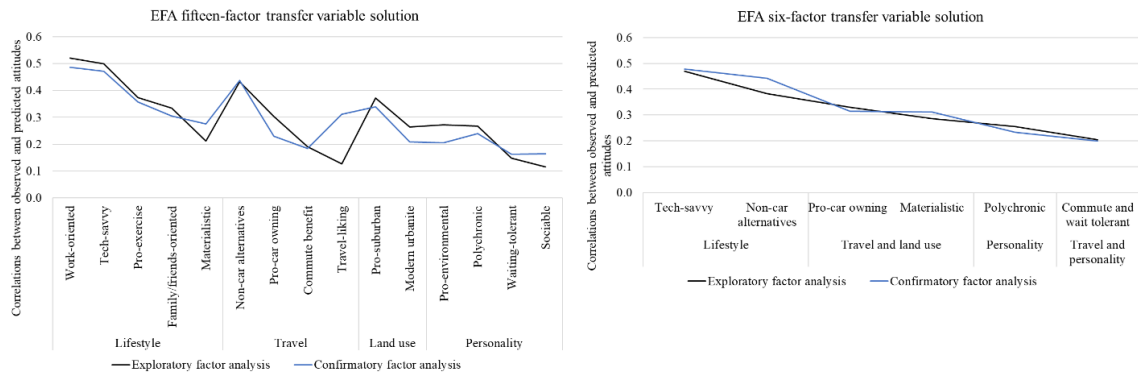 EFA fifteen-factor transfer variable solution
Correlations between observed and predicted attitudes
0.6
0.5
0.4
0.3
0.2
0.1
0.0
Work-oriented
Tech-savvy
Pro-exercise
Family/friends-oriented
Materialistic
Non-car alternatives
Pro-car owning
Commute benefit
Travel-liking
Pro-suburban
Modern urbanite
Pro-environmental
Polychronic
Waiting-tolerant
Sociable
Lifestyle
Travel
Land use
Personality
Exploratory factor analysis
Confirmatory factor analysis
EFA six-factor transfer variable solution
Correlations between observed and predicted
attitudes
0.6
0.5
0.4
0.3
0.2
0.1
0.0
Tech-savvy
Non-car
alternatives
Pro-car owning
Materialistic
Polychronic
Commute and
wait tolerant
Lifestyle
Travel and land use
Personality
Travel and
personality
Exploratory factor analysis
Confirmatory factor analysis